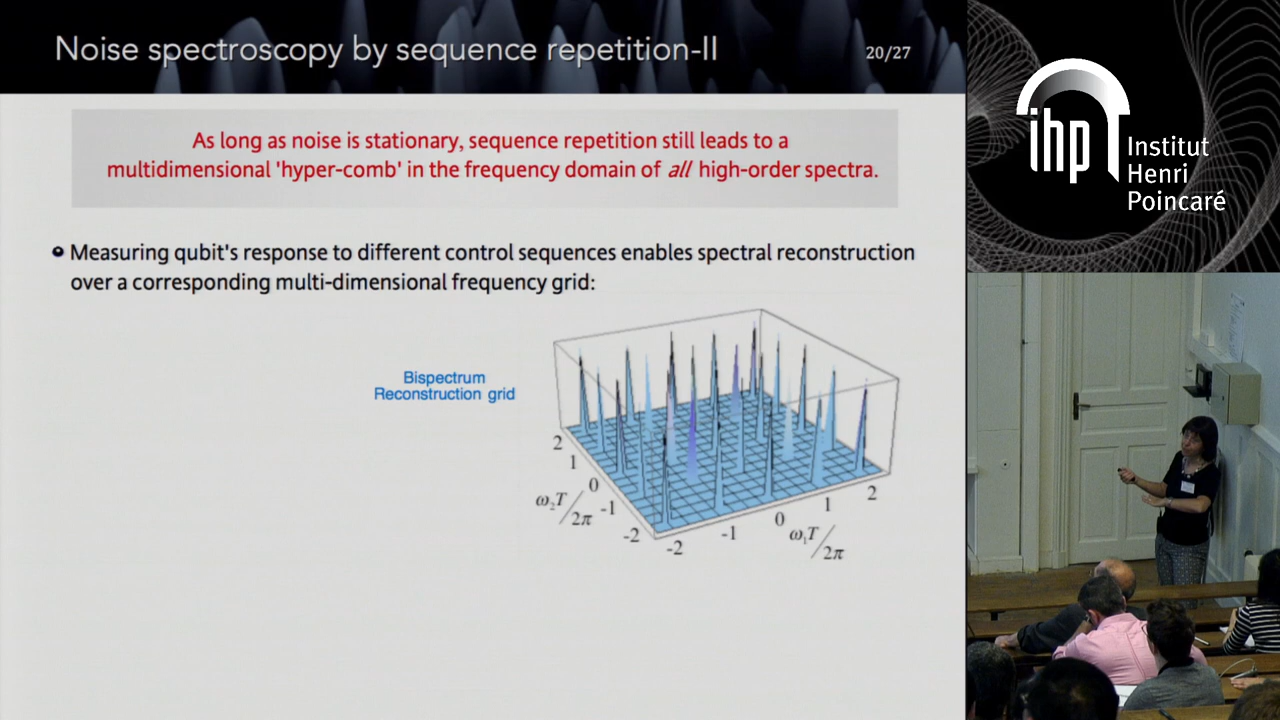 Noise spectroscopy by sequence repetition-II
20/27
As long as noise is stationary, sequence repetition still leads to a
multidimensional 'hyper-comb' in the frequency domain of all high-order spectra.
Measuring qubit's response to different control sequences enables spectral reconstruction
over a corresponding multi-dimensional frequency grid:
Bispectrum
Reconstruction grid
2
1
0
-1
-2
ω₂T/2π
-2
-1
0
1
2
ω₁T/2π
ihp
Institut
Henri
Poincaré